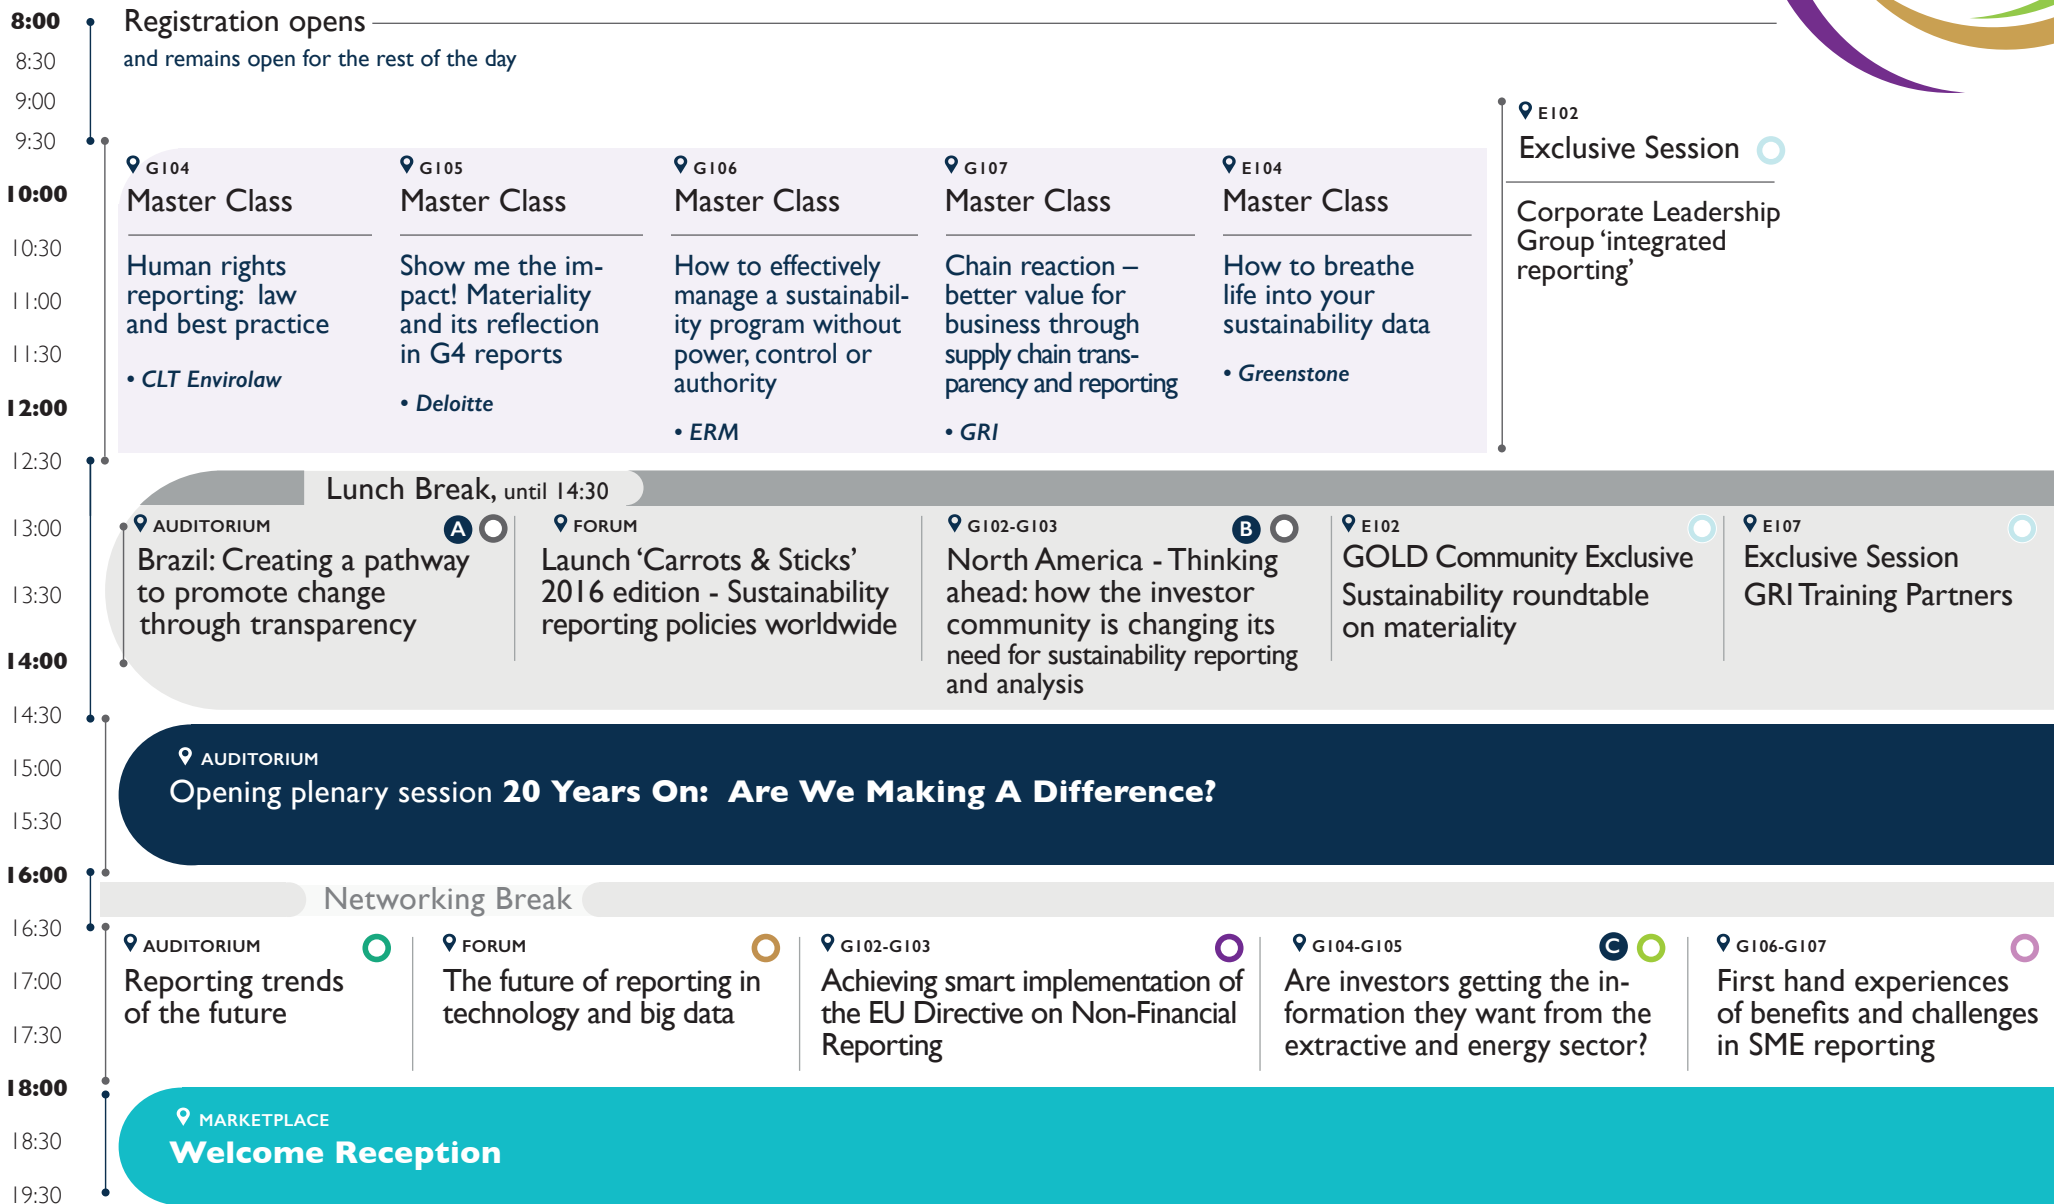 8:00
Registration opens
8:30
and remains open for the rest of the day
9:00
9:30
10:00
10:30
11:00
11:30
12:00
12:30
E102
Exclusive Session
Corporate Leadership
Group ‘integrated
reporting’
G104
Master Class
Human rights
reporting: law
and best practice
• CLT Envirolaw
G105
Master Class
Show me the im-
pact! Materiality
and its reflection
in G4 reports
• Deloitte
G106
Master Class
How to effectively
manage a sustainabil-
ity program without
power, control or
authority
• ERM
G107
Master Class
Chain reaction –
better value for
business through
supply chain trans-
parency and reporting
• GRI
E104
Master Class
How to breathe
life into your
sustainability data
• Greenstone
Lunch Break, until 14:30
13:00
13:30
14:00
14:30
AUDITORIUM
A
Brazil: Creating a pathway
to promote change
through transparency
FORUM
Launch ‘Carrots & Sticks’
2016 edition - Sustainability
reporting policies worldwide
G102-G103
B
North America - Thinking
ahead: how the investor
community is changing its
need for sustainability reporting
and analysis
E102
GOLD Community Exclusive
Sustainability roundtable
on materiality
E107
Exclusive Session
GRI Training Partners
15:00
15:30
16:00
AUDITORIUM
Opening plenary session 20 Years On: Are We Making A Difference?
Networking Break
16:30
17:00
17:30
18:00
AUDITORIUM
Reporting trends
of the future
FORUM
The future of reporting in
technology and big data
G102-G103
Achieving smart implementation of
the EU Directive on Non-Financial
Reporting
G104-G105
C
Are investors getting the in-
formation they want from the
extractive and energy sector?
G106-G107
First hand experiences
of benefits and challenges
in SME reporting
18:30
19:30
MARKETPLACE
Welcome Reception